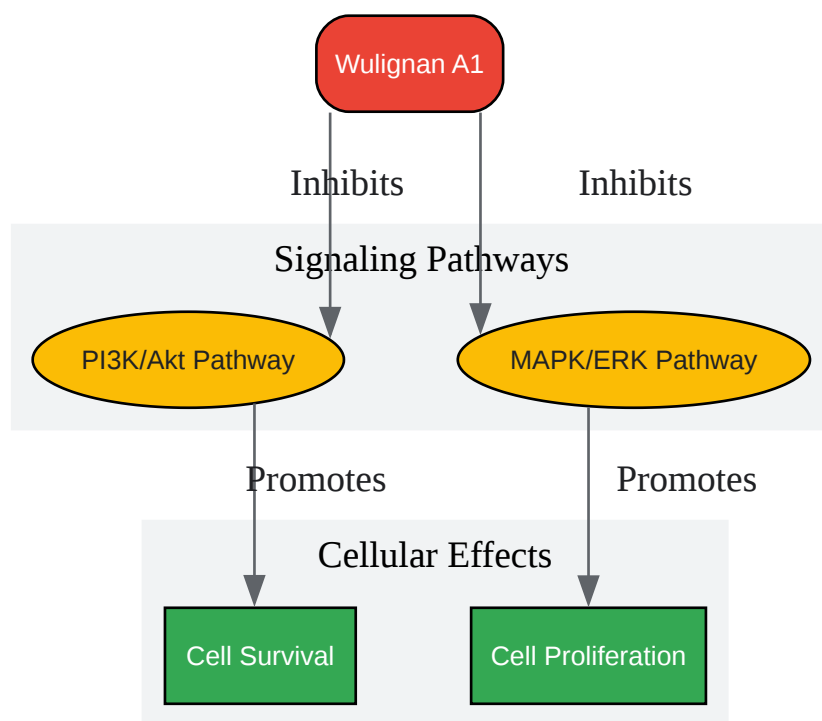 Wulignan A1
Inhibits
Inhibits
Signaling Pathways
PI3K/Akt Pathway
MAPK/ERK Pathway
Promotes
Promotes
Cellular Effects
Cell Survival
Cell Proliferation